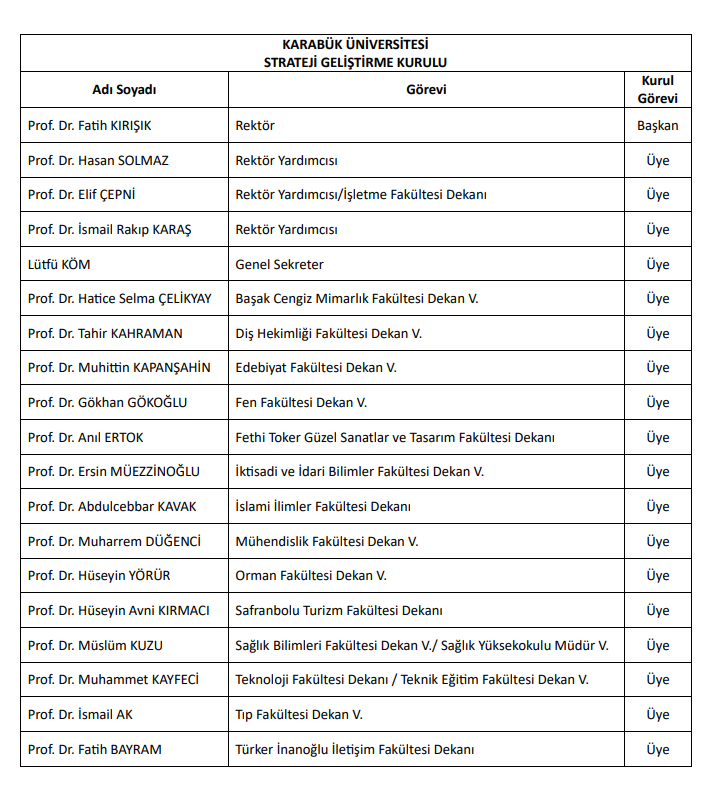 KARABÜK ÜNİVERSİTESİ
STRATEJİ GELİŞTİRME KURULU
Adı Soyadı Görevi Kurul Görevi
Prof. Dr. Fatih KIRIŞIK Rektör Başkan
Prof. Dr. Hasan SOLMAZ Rektör Yardımcısı Üye
Prof. Dr. Elif ÇEPNİ Rektör Yardımcısı/İşletme Fakültesi Dekanı Üye
Prof. Dr. İsmail Rakıp KARAŞ Rektör Yardımcısı Üye
Lütfü KÖM Genel Sekreter Üye
Prof. Dr. Hatice Selma ÇELİKYAY Başak Cengiz Mimarlık Fakültesi Dekan V. Üye
Prof. Dr. Tahir KAHRAMAN Diş Hekimliği Fakültesi Dekan V. Üye
Prof. Dr. Muhittin KAPANŞAHİN Edebiyat Fakültesi Dekan V. Üye
Prof. Dr. Gökhan GÖKOĞLU Fen Fakültesi Dekan V. Üye
Prof. Dr. Anıl ERTOK Fethi Toker Güzel Sanatlar ve Tasarım Fakültesi Dekanı Üye
Prof. Dr. Ersin MÜEZZİNOĞLU İktisadi ve İdari Bilimler Fakültesi Dekan V. Üye
Prof. Dr. Abdulcebbar KAVAK İslami İlimler Fakültesi Dekanı Üye
Prof. Dr. Muharrem DÜĞENCİ Mühendislik Fakültesi Dekan V. Üye
Prof. Dr. Hüseyin YÖRÜR Orman Fakültesi Dekan V. Üye
Prof. Dr. Hüseyin Avni KIRMACI Safranbolu Turizm Fakültesi Dekanı Üye
Prof. Dr. Müslüm KUZU Sağlık Bilimleri Fakültesi Dekan V./ Sağlık Yüksekokulu Müdür V. Üye
Prof. Dr. Muhammet KAYFECİ Teknoloji Fakültesi Dekanı / Teknik Eğitim Fakültesi Dekan V. Üye
Prof. Dr. İsmail AK Tıp Fakültesi Dekan V. Üye
Prof. Dr. Fatih BAYRAM Türker İnanoğlu İletişim Fakültesi Dekanı Üye